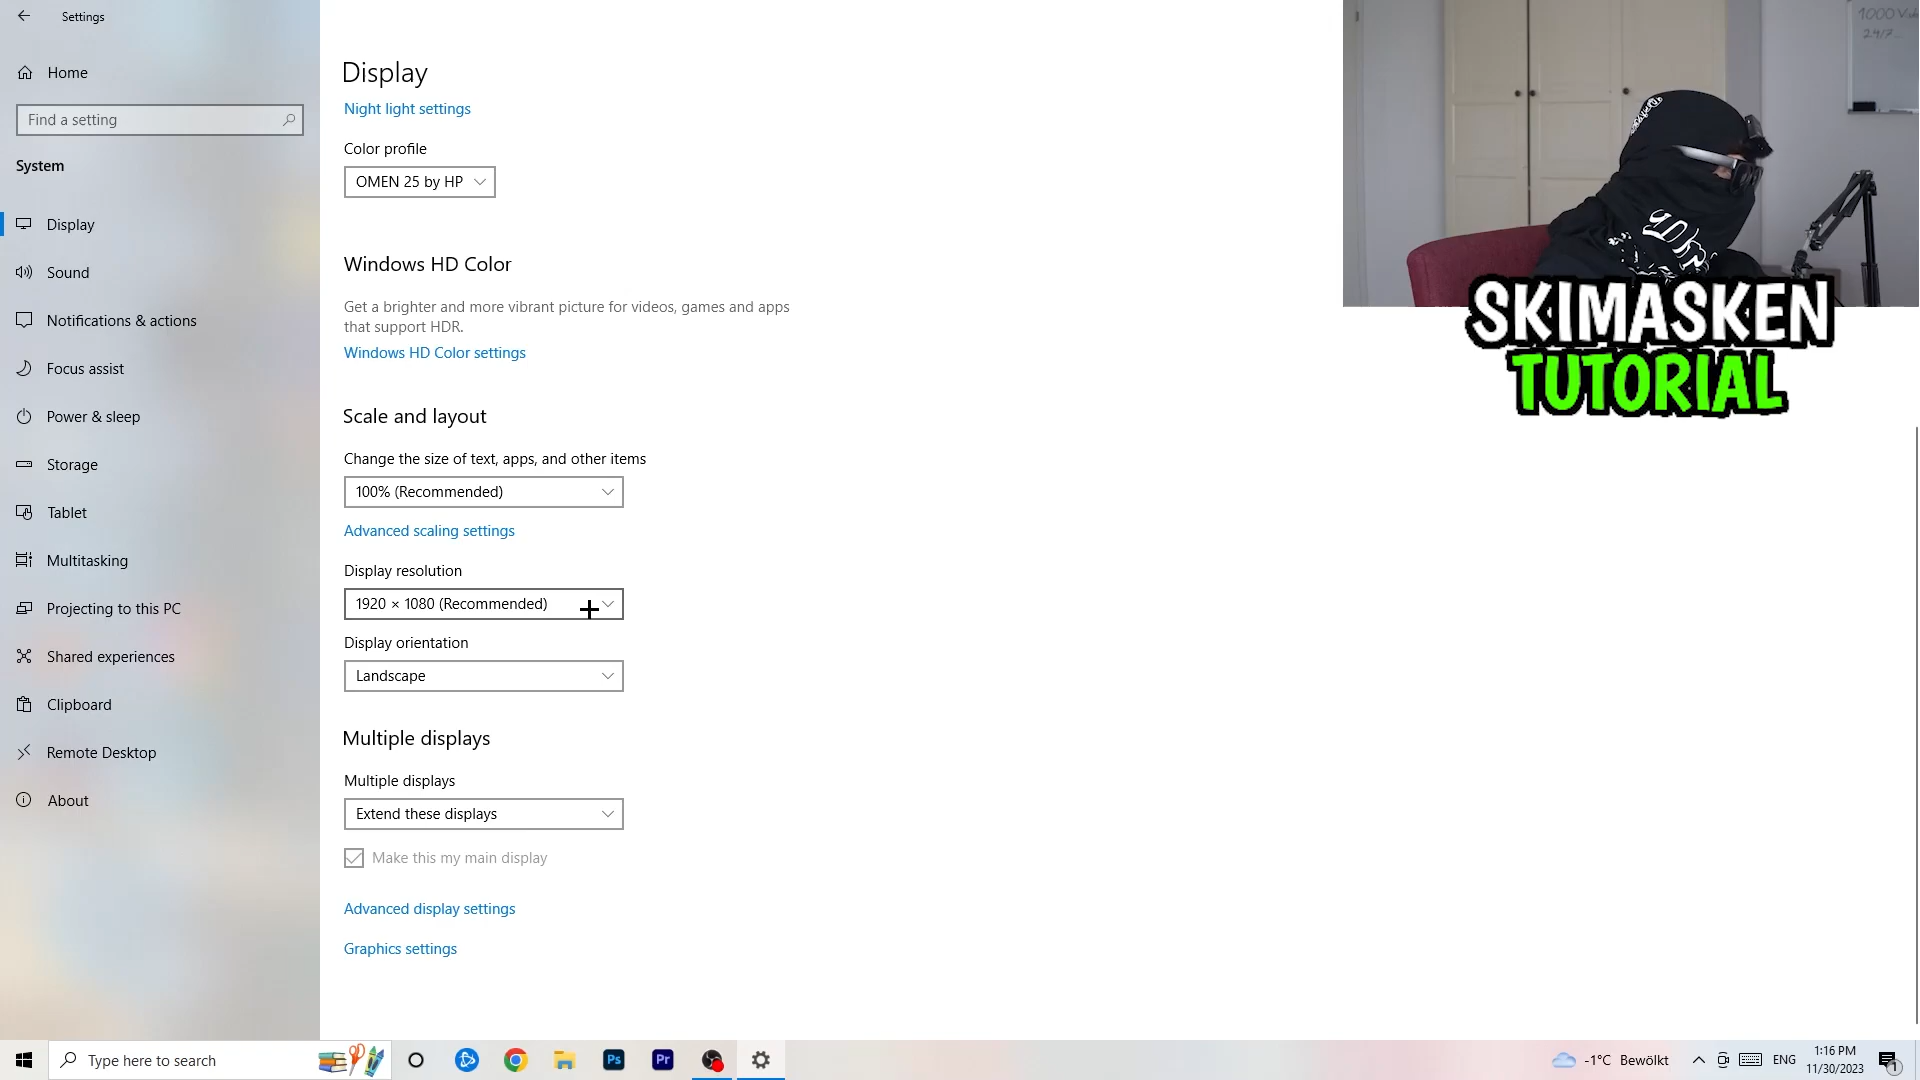 Settings
Home
Find a setting
System
Display
Sound
Notifications & actions
Focus assist
Power & sleep
Storage
Tablet
Multitasking
Projecting to this PC
Shared experiences
Clipboard
Remote Desktop
About
Display
Night light settings
Color profile
OMEN 25 by HP
Windows HD Color
Get a brighter and more vibrant picture for videos, games and apps
that support HDR.
Windows HD Color settings
Scale and layout
Change the size of text, apps, and other items
100% (Recommended)
Advanced scaling settings
Display resolution
1920 × 1080 (Recommended)
Display orientation
Landscape
Multiple displays
Multiple displays
Extend these displays
Make this my main display
Advanced display settings
Graphics settings
1000
24/7
SKIMASKEN
TUTORIAL
Type here to search
Ps
Pr
-1°C Bewölkt
ENG
1:16 PM
11/30/2023
1